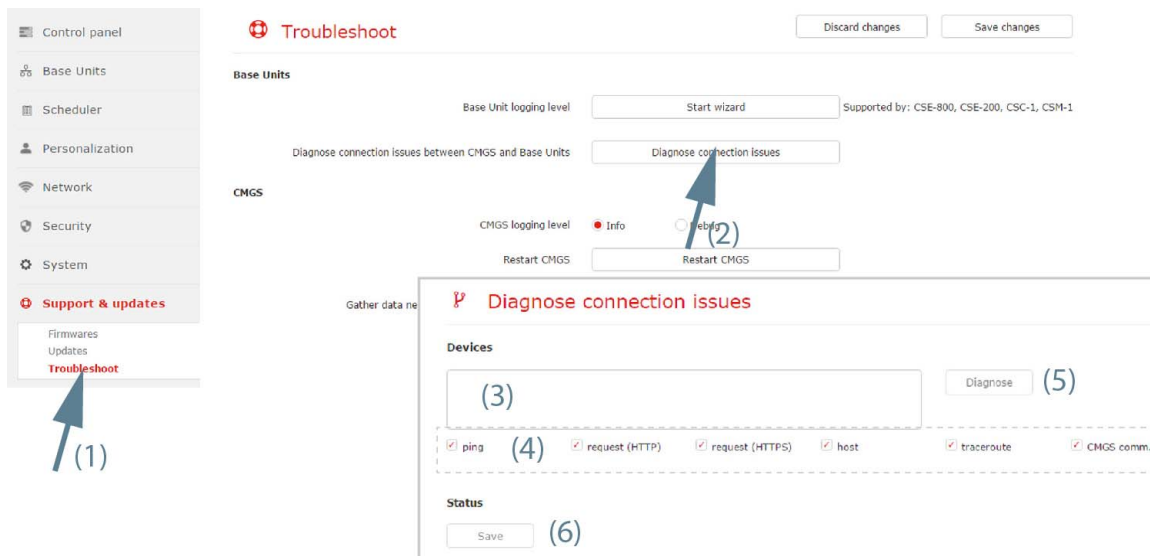 Control panel
Base Units
Scheduler
Personalization
Network
Security
System
Support & updates
Firmwares
Updates
Troubleshoot
(1)
Troubleshoot
Discard changes
Save changes
Base Units
Base Unit logging level
Start wizard
Supported by: CSE-800, CSE-200, CSC-1, CSM-1
Diagnose connection issues between CMGS and Base Units
Diagnose connection issues
(2)
CMGS
CMGS logging level
Info
Debug
Restart CMGS
Restart CMGS
Gather data ne
Diagnose connection issues
Devices
(3)
Diagnose
(5)
ping
(4)
request (HTTP)
request (HTTPS)
host
traceroute
CMGS comm.
Status
Save
(6)